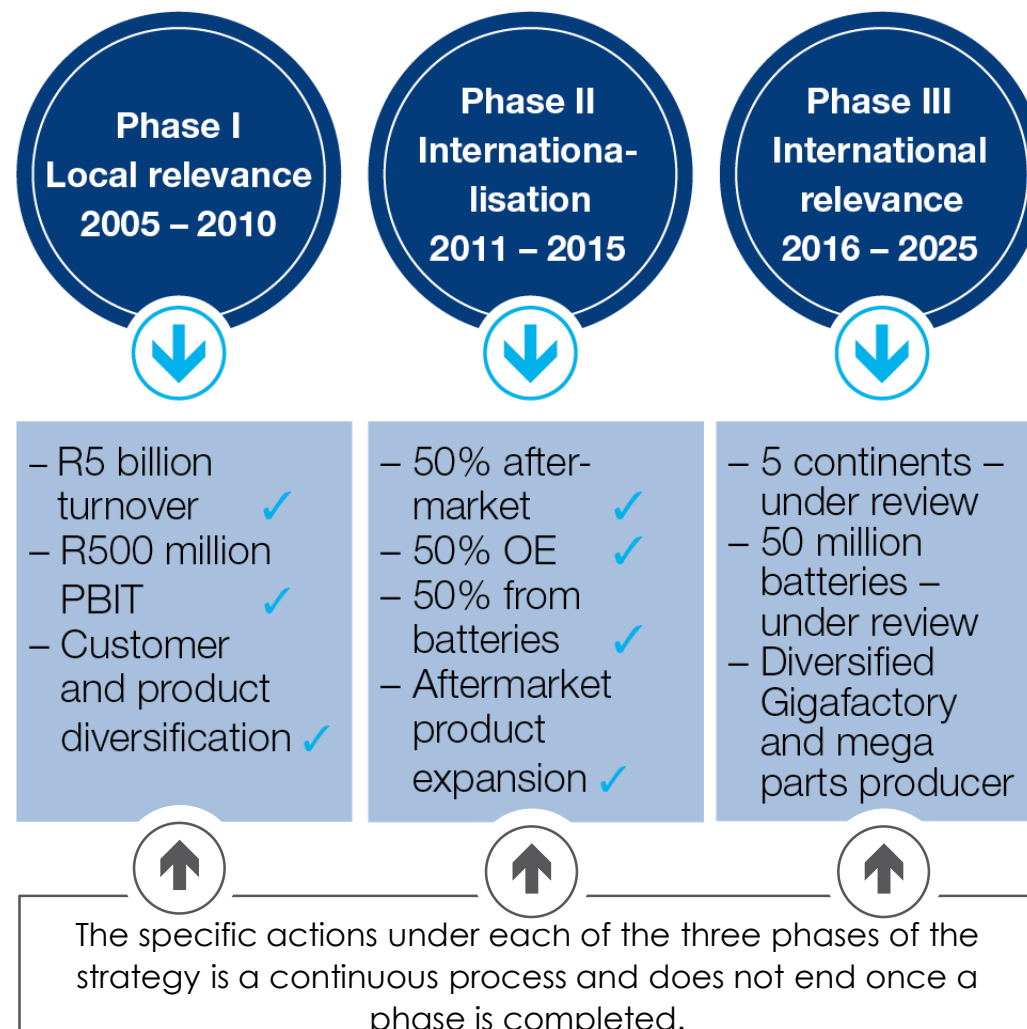 Phase I
Local relevance
2005 – 2010
Phase II
Internationa-
lisation
2011 – 2015
Phase III
International
relevance
2016 – 2025
– R5 billion
turnover ✓
– R500 million
PBIT ✓
– Customer
and product
diversification ✓
– 50% after-
market ✓
– 50% OE ✓
– 50% from
batteries ✓
– Aftermarket
product
expansion ✓
– 5 continents –
under review
– 50 million
batteries –
under review
– Diversified
Gigafactory
and mega
parts producer
The specific actions under each of the three phases of the
strategy is a continuous process and does not end once a
phase is completed.